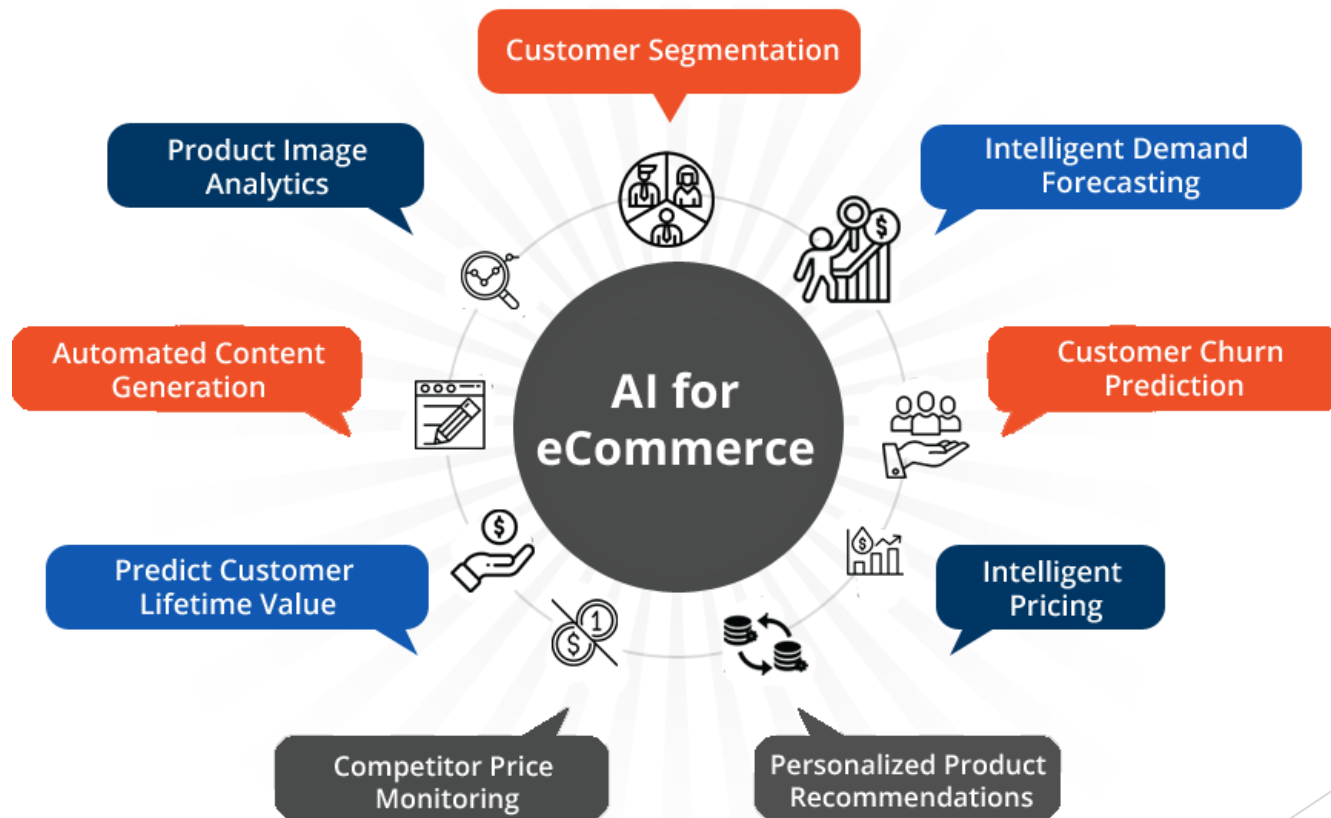 Customer Segmentation
Product Image
Analytics
Intelligent Demand
Forecasting
Automated Content
Generation
Customer Churn
Prediction
AI for
eCommerce
Predict Customer
Lifetime Value
Intelligent
Pricing
Competitor Price
Monitoring
Personalized Product
Recommendations
$
$
$
1
$